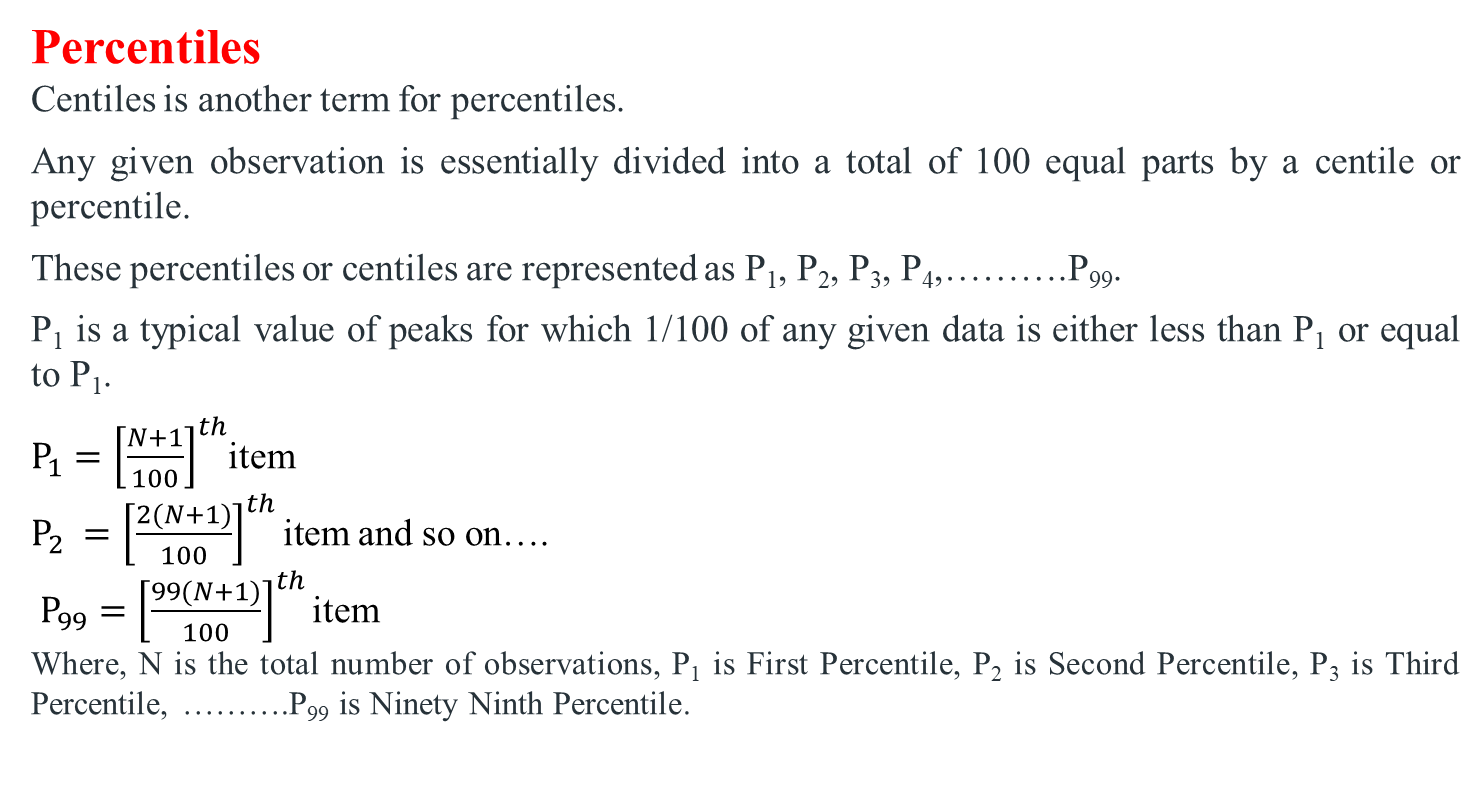 Percentiles
Centiles is another term for percentiles.
Any given observation is essentially divided into a total of 100 equal parts by a centile or
percentile.
These percentiles or centiles are represented as P₁, P₂, P₃, P₄,……….P₉₉.
P₁ is a typical value of peaks for which 1/100 of any given data is either less than P₁ or equal
to P₁.
P₁ = [(N+1)/100]^th item
P₂ = [2(N+1)/100]^th item and so on….
P₉₉ = [99(N+1)/100]^th item
Where, N is the total number of observations, P₁ is First Percentile, P₂ is Second Percentile, P₃ is Third
Percentile, ……….P₉₉ is Ninety Ninth Percentile.